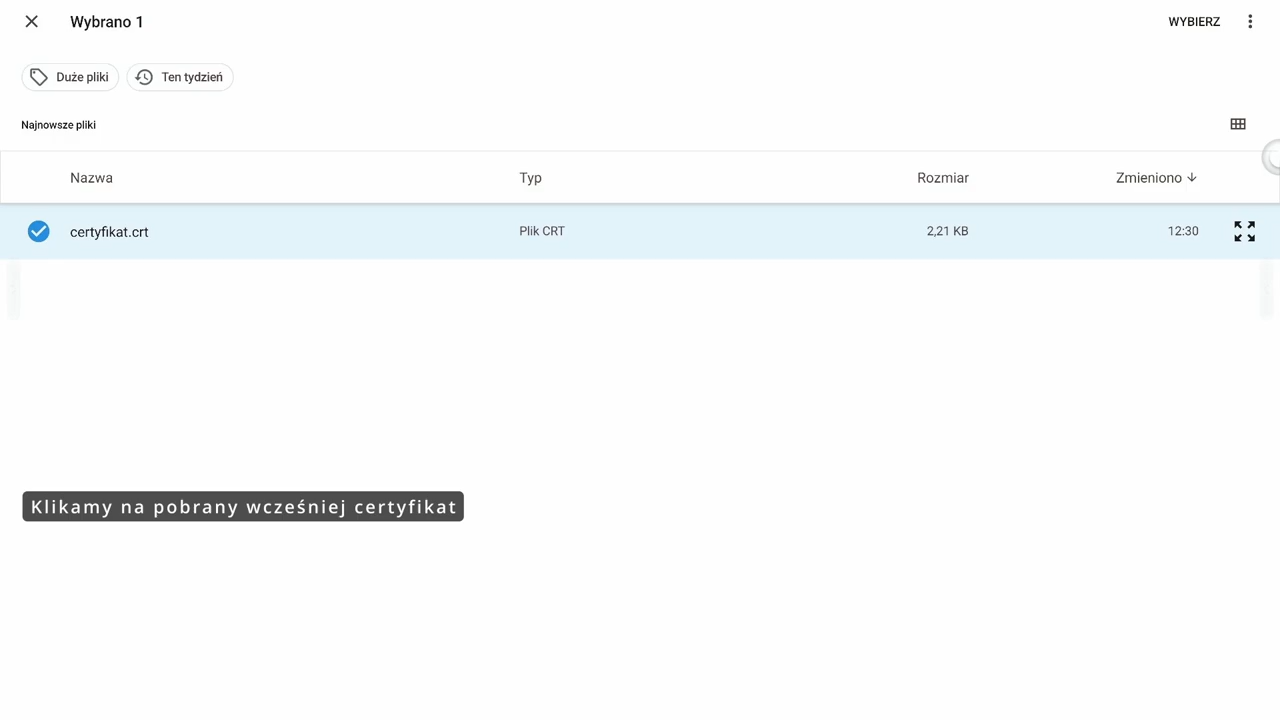 Wybrano 1
WYBIERZ
Duże pliki
Ten tydzień
Najnowsze pliki
Nazwa
Typ
Rozmiar
Zmieniono
certyfikat.crt
Plik CRT
2,21 KB
12:30
Klikamy na pobrany wcześniej certyfikat